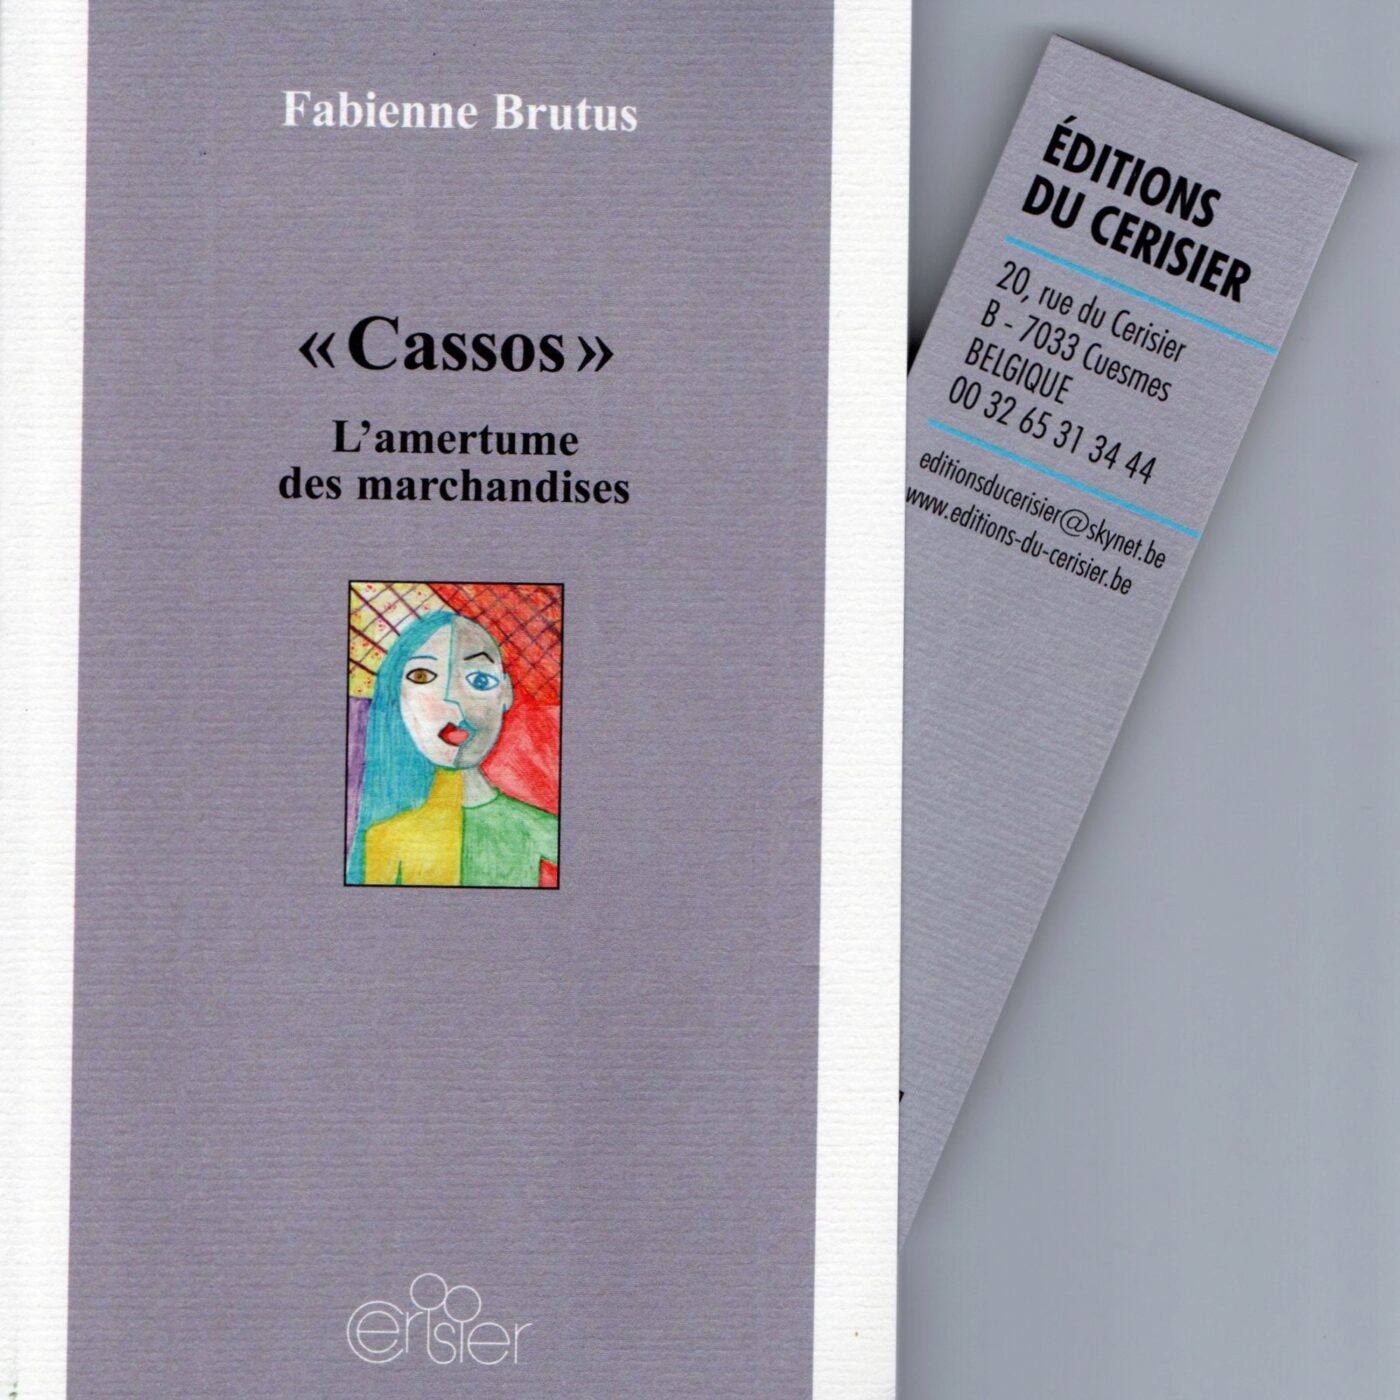 Fabienne Brutus
« Cassos »
L’amertume
des marchandises
Cerisier
ÉDITIONS
DU CERISIER
20, rue du Cerisier
B - 7033 Cuesmes
BELGIQUE
00 32 65 31 34 44
editionsducerisier@skynet.be
www.editions-du-cerisier.be